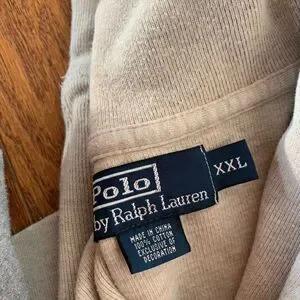 Polo
by Ralph Lauren
XXL
MADE IN CHINA
100% COTTON
EXCLUSIVE OF
DECORATION